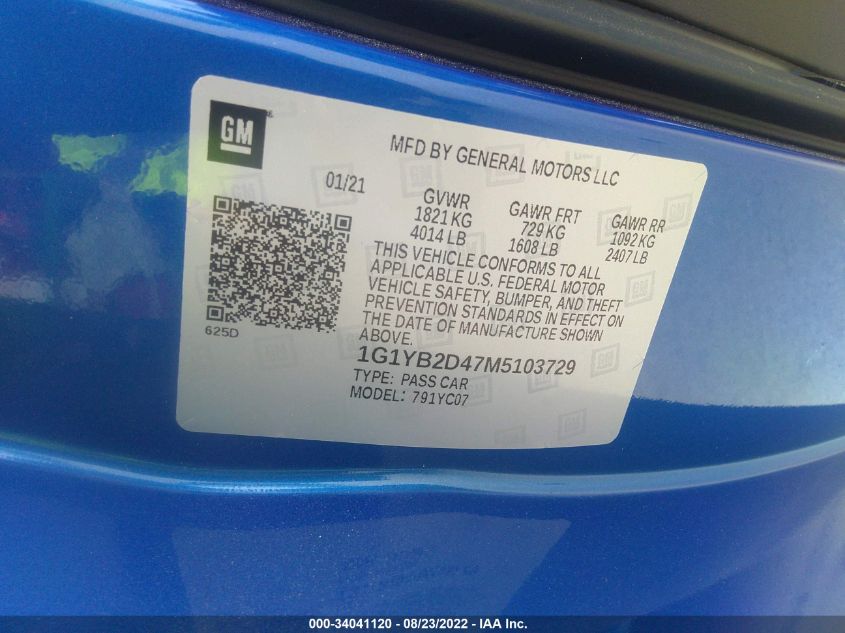 GM
MFD BY GENERAL MOTORS LLC
01/21
GVWR
1821 KG
4014 LB
GAWR FRT
729 KG
1608 LB
GAWR RR
1092 KG
2407 LB
THIS VEHICLE CONFORMS TO ALL
APPLICABLE U.S. FEDERAL MOTOR
VEHICLE SAFETY, BUMPER, AND THEFT
PREVENTION STANDARDS IN EFFECT ON
THE DATE OF MANUFACTURE SHOWN
ABOVE.
625D
1G1YB2D47M5103729
TYPE: PASS CAR
MODEL: 791YC07
000-34041120 - 08/23/2022 - IAA Inc.